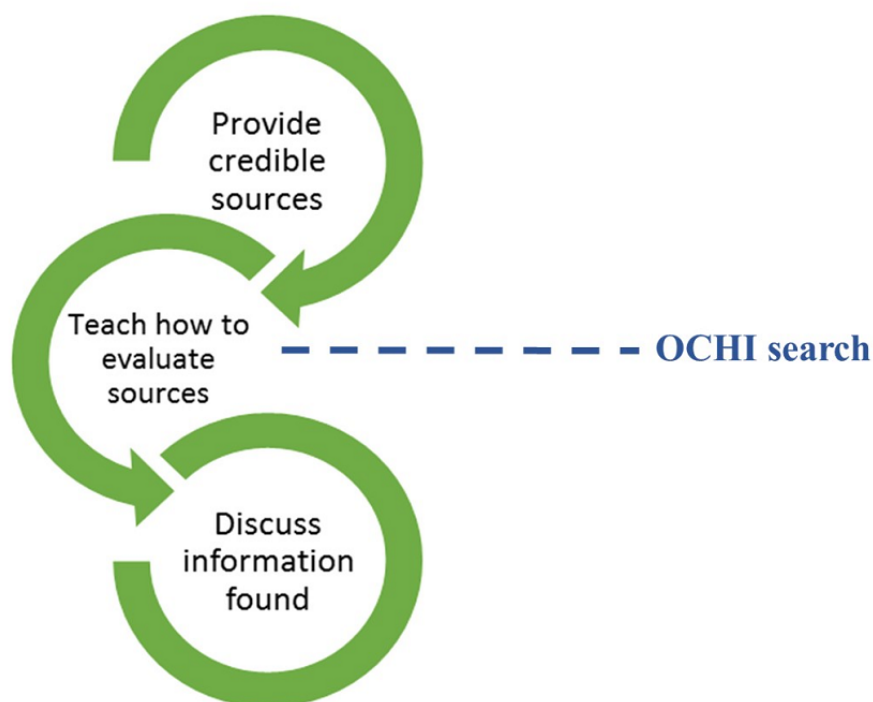 Provide
credible
sources
Teach how to
evaluate
sources
OCHI search
Discuss
information
found